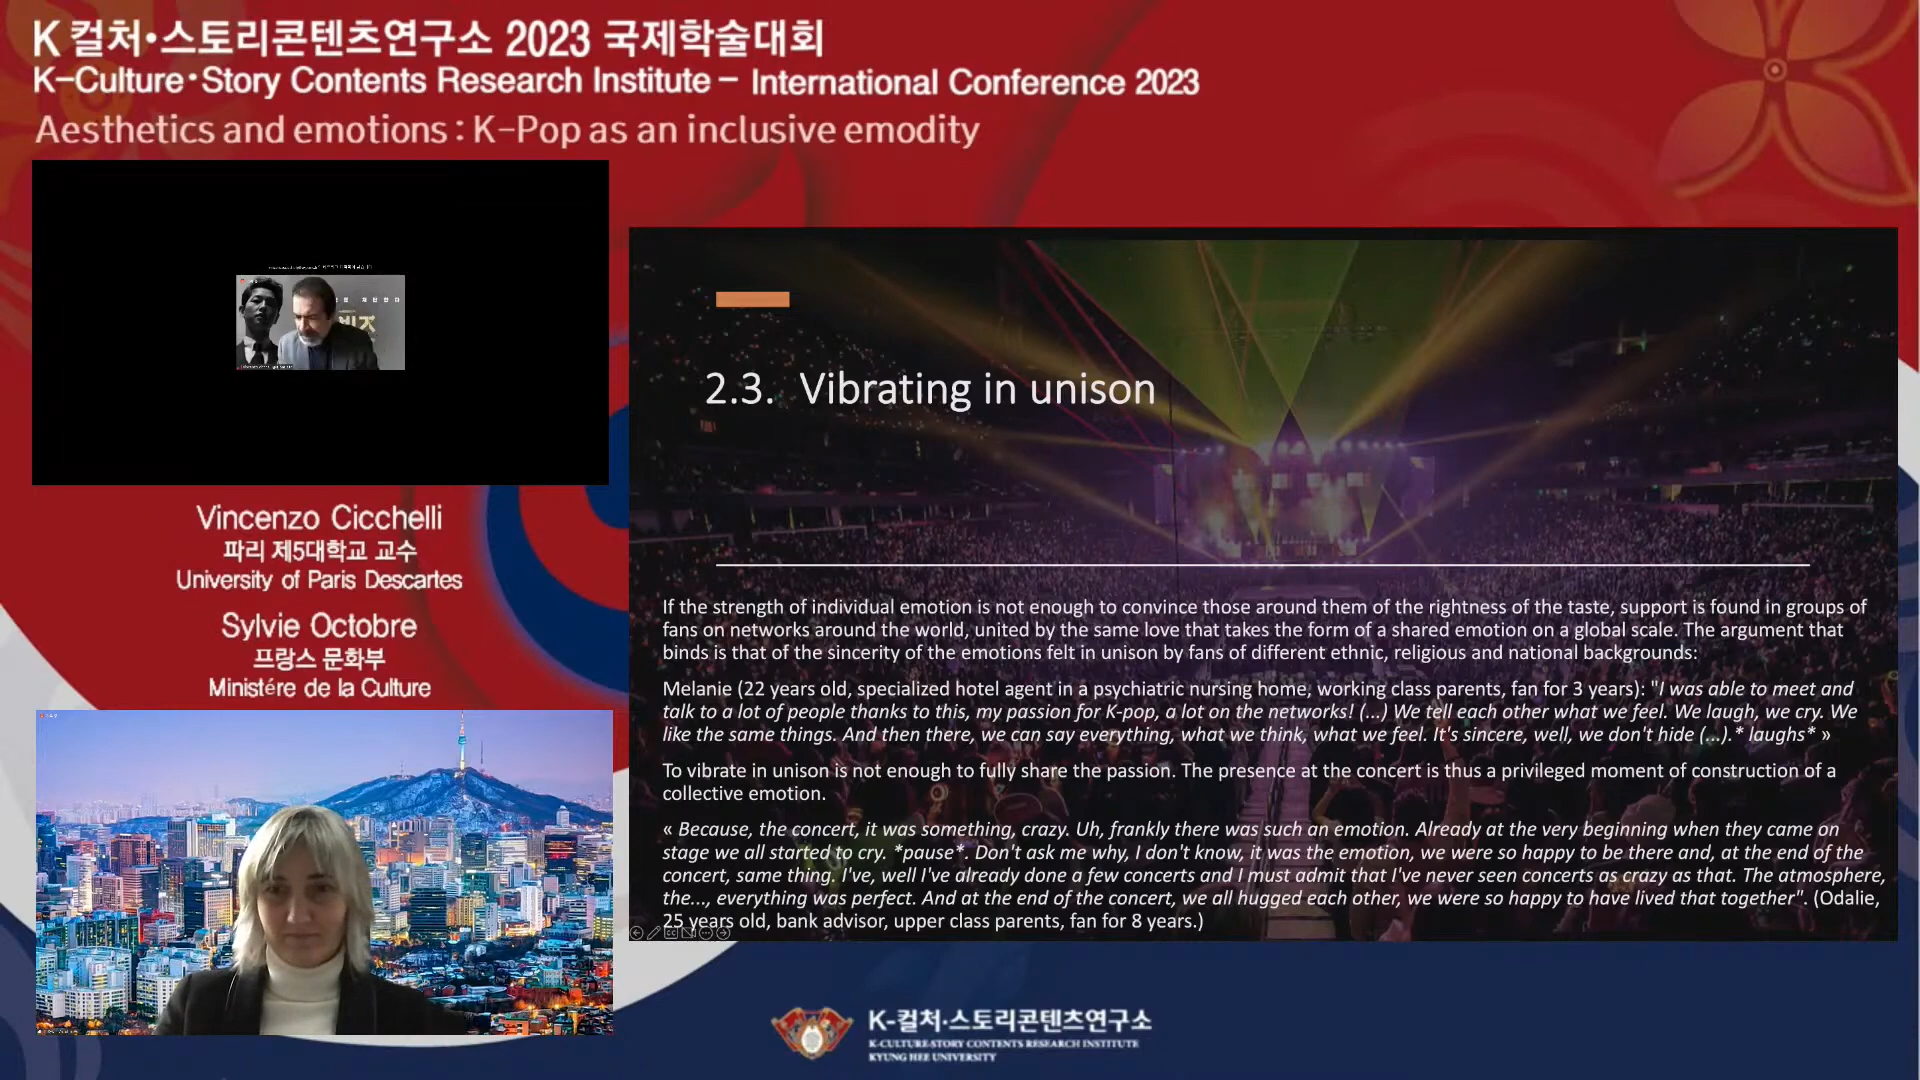 K 컬처·스토리콘텐츠연구소 2023 국제학술대회
K-Culture·Story Contents Research Institute - International Conference 2023
Aesthetics and emotions : K-Pop as an inclusive emodity
Vincenzo Cicchelli
파리 제5대학교 교수
University of Paris Descartes
Sylvie Octobre
프랑스 문화부
Ministére de la Culture
2.3. Vibrating in unison
If the strength of individual emotion is not enough to convince those around them of the rightness of the taste, support is found in groups of
fans on networks around the world, united by the same love that takes the form of a shared emotion on a global scale. The argument that
binds is that of the sincerity of the emotions felt in unison by fans of different ethnic, religious and national backgrounds:
Melanie (22 years old, specialized hotel agent in a psychiatric nursing home, working class parents, fan for 3 years): "I was able to meet and
talk to a lot of people thanks to this, my passion for K-pop, a lot on the networks! (...) We tell each other what we feel. We laugh, we cry. We
like the same things. And then there, we can say everything, what we think, what we feel. It's sincere, well, we don't hide (...).* laughs* »
To vibrate in unison is not enough to fully share the passion. The presence at the concert is thus a privileged moment of construction of a
collective emotion.
« Because, the concert, it was something, crazy. Uh, frankly there was such an emotion. Already at the very beginning when they came on
stage we all started to cry. *pause*. Don't ask me why, I don't know, it was the emotion, we were so happy to be there and, at the end of the
concert, same thing. I've, well I've already done a few concerts and I must admit that I've never seen concerts as crazy as that. The atmosphere,
the..., everything was perfect. And at the end of the concert, we all hugged each other, we were so happy to have lived that together". (Odalie,
25 years old, bank advisor, upper class parents, fan for 8 years.)
K-컬처·스토리콘텐츠연구소
K-CULTURE·STORY CONTENTS RESEARCH INSTITUTE
KYUNG HEE UNIVERSITY